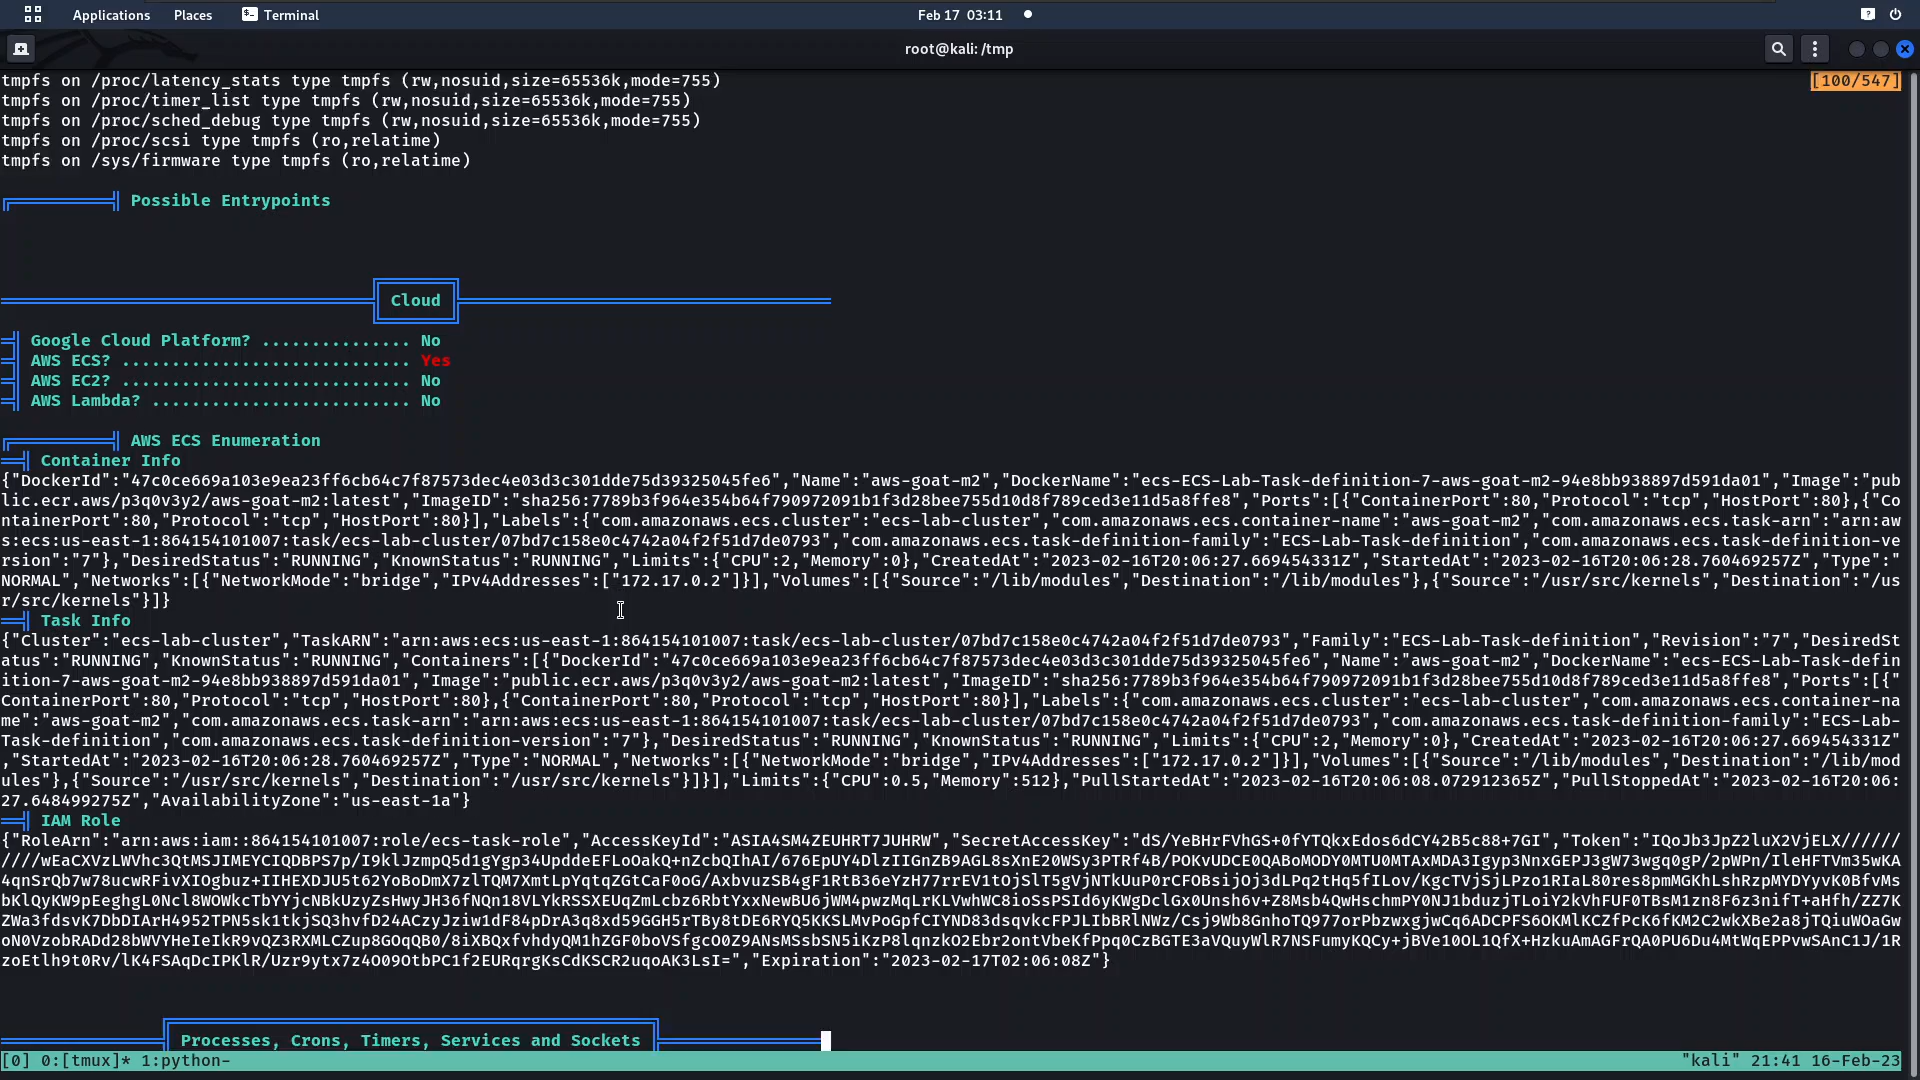 Applications Places Terminal Feb 17 03:11
root@kali: /tmp
tmpfs on /proc/latency_stats type tmpfs (rw,nosuid,size=65536k,mode=755) [100/547]
tmpfs on /proc/timer_list type tmpfs (rw,nosuid,size=65536k,mode=755)
tmpfs on /proc/sched_debug type tmpfs (rw,nosuid,size=65536k,mode=755)
tmpfs on /proc/scsi type tmpfs (ro,relatime)
tmpfs on /sys/firmware type tmpfs (ro,relatime)
Possible Entrypoints
Cloud
Google Cloud Platform? ............... No
AWS ECS? ............................. Yes
AWS EC2? ............................. No
AWS Lambda? .......................... No
AWS ECS Enumeration
Container Info
{"DockerId":"47c0ce669a103e9ea23ff6cb64c7f87573dec4e03d3c301dde75d39325045fe6","Name":"aws-goat-m2","DockerName":"ecs-ECS-Lab-Task-definition-7-aws-goat-m2-94e8bb938897d591da01","Image":"pub
lic.ecr.aws/p3q0v3y2/aws-goat-m2:latest","ImageID":"sha256:7789b3f964e354b64f790972091b1f3d28bee755d10d8f789ced3e11d5a8ffe8","Ports":[{"ContainerPort":80,"Protocol":"tcp","HostPort":80},{"Co
ntainerPort":80,"Protocol":"tcp","HostPort":80}],"Labels":{"com.amazonaws.ecs.cluster":"ecs-lab-cluster","com.amazonaws.ecs.container-name":"aws-goat-m2","com.amazonaws.ecs.task-arn":"arn:aw
s:ecs:us-east-1:864154101007:task/ecs-lab-cluster/07bd7c158e0c4742a04f2f51d7de0793","com.amazonaws.ecs.task-definition-family":"ECS-Lab-Task-definition","com.amazonaws.ecs.task-definition-ve
rsion":"7"},"DesiredStatus":"RUNNING","KnownStatus":"RUNNING","Limits":{"CPU":2,"Memory":0},"CreatedAt":"2023-02-16T20:06:27.669454331Z","StartedAt":"2023-02-16T20:06:28.760469257Z","Type":"
NORMAL","Networks":[{"NetworkMode":"bridge","IPv4Addresses":["172.17.0.2"]}],"Volumes":[{"Source":"/lib/modules","Destination":"/lib/modules"},{"Source":"/usr/src/kernels","Destination":"/us
r/src/kernels"}]}
Task Info
{"Cluster":"ecs-lab-cluster","TaskARN":"arn:aws:ecs:us-east-1:864154101007:task/ecs-lab-cluster/07bd7c158e0c4742a04f2f51d7de0793","Family":"ECS-Lab-Task-definition","Revision":"7","DesiredSt
atus":"RUNNING","KnownStatus":"RUNNING","Containers":[{"DockerId":"47c0ce669a103e9ea23ff6cb64c7f87573dec4e03d3c301dde75d39325045fe6","Name":"aws-goat-m2","DockerName":"ecs-ECS-Lab-Task-defin
ition-7-aws-goat-m2-94e8bb938897d591da01","Image":"public.ecr.aws/p3q0v3y2/aws-goat-m2:latest","ImageID":"sha256:7789b3f964e354b64f790972091b1f3d28bee755d10d8f789ced3e11d5a8ffe8","Ports":[{"
ContainerPort":80,"Protocol":"tcp","HostPort":80},{"ContainerPort":80,"Protocol":"tcp","HostPort":80}],"Labels":{"com.amazonaws.ecs.cluster":"ecs-lab-cluster","com.amazonaws.ecs.container-na
me":"aws-goat-m2","com.amazonaws.ecs.task-arn":"arn:aws:ecs:us-east-1:864154101007:task/ecs-lab-cluster/07bd7c158e0c4742a04f2f51d7de0793","com.amazonaws.ecs.task-definition-family":"ECS-Lab-
Task-definition","com.amazonaws.ecs.task-definition-version":"7"},"DesiredStatus":"RUNNING","KnownStatus":"RUNNING","Limits":{"CPU":2,"Memory":0},"CreatedAt":"2023-02-16T20:06:27.669454331Z"
,"StartedAt":"2023-02-16T20:06:28.760469257Z","Type":"NORMAL","Networks":[{"NetworkMode":"bridge","IPv4Addresses":["172.17.0.2"]}],"Volumes":[{"Source":"/lib/modules","Destination":"/lib/mod
ules"},{"Source":"/usr/src/kernels","Destination":"/usr/src/kernels"}]}],"Limits":{"CPU":0.5,"Memory":512},"PullStartedAt":"2023-02-16T20:06:08.072912365Z","PullStoppedAt":"2023-02-16T20:06:
27.648499275Z","AvailabilityZone":"us-east-1a"}
IAM Role
{"RoleArn":"arn:aws:iam::864154101007:role/ecs-task-role","AccessKeyId":"ASIA4SM4ZEUHRT7JUHRW","SecretAccessKey":"dS/YeBHrFVhGS+0fYTQkxEdos6dCY42B5c88+7GI","Token":"IQoJb3JpZ2luX2VjELX//////
"Expiration":"2023-02-17T02:06:08Z"}
Processes, Crons, Timers, Services and Sockets
[0] 0:[tmux]* 1:python- "kali" 21:41 16-Feb-23